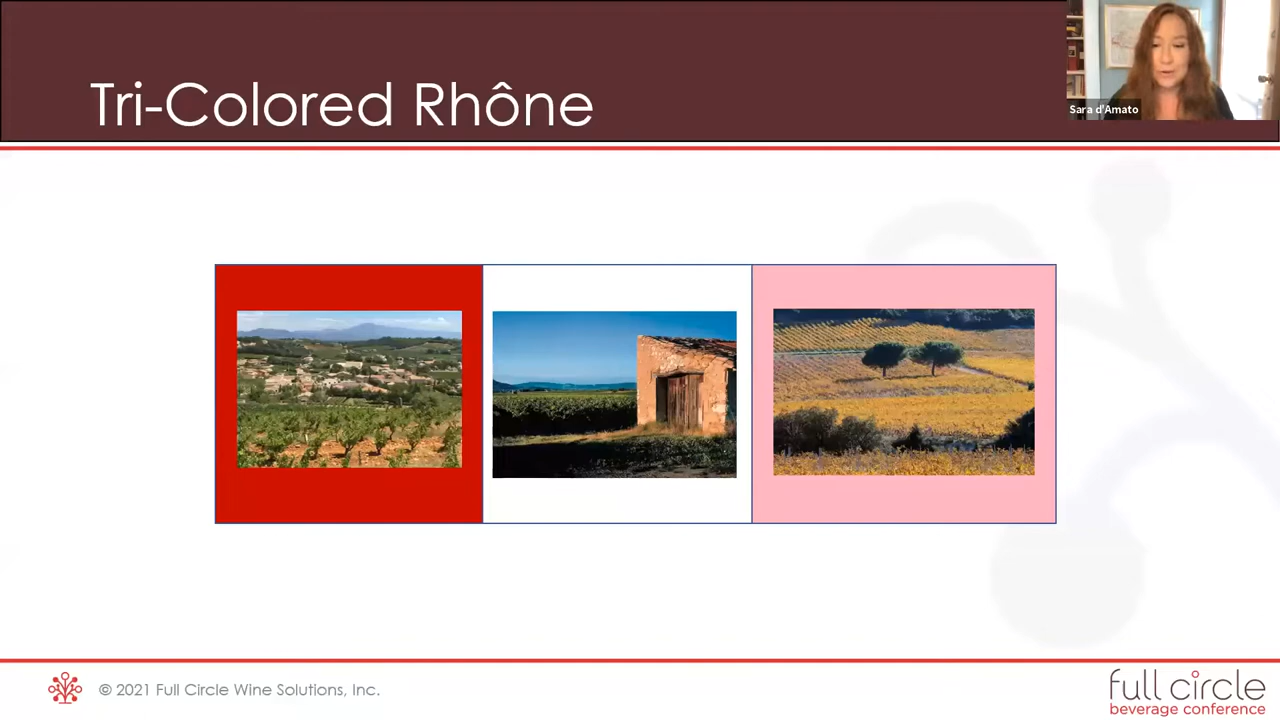 Tri-Colored Rhône
Sara d'Amato
© 2021 Full Circle Wine Solutions, Inc.
full circle
beverage conference